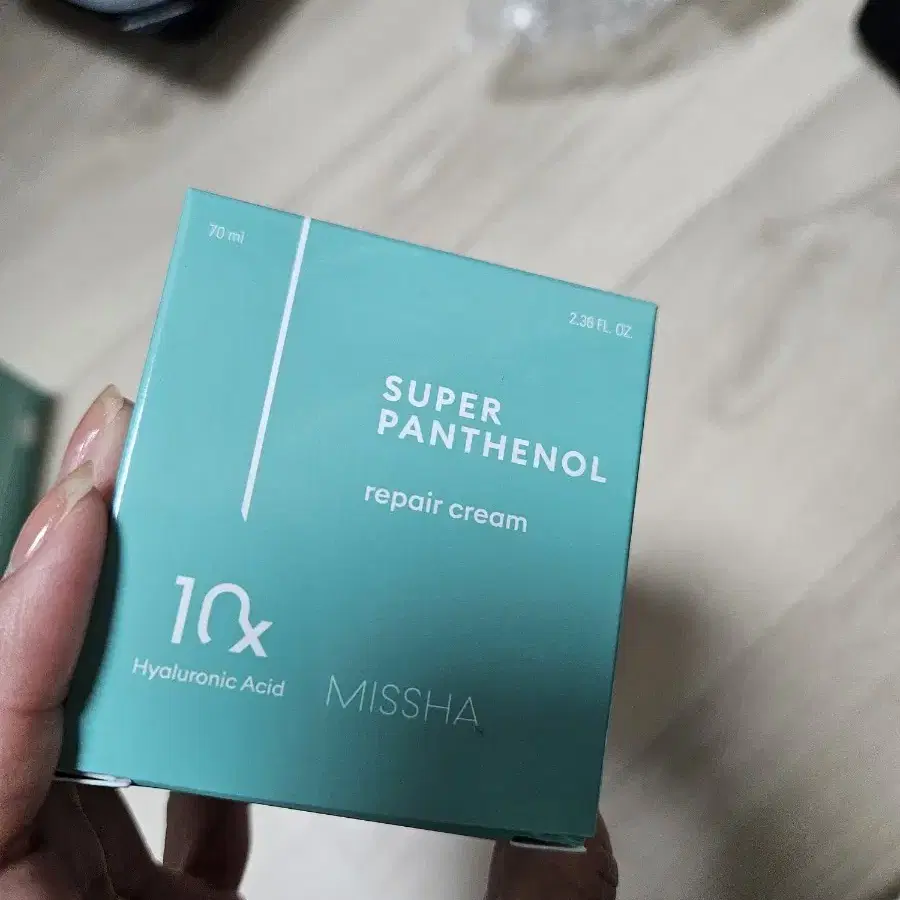 70 ml
2.36 FL. OZ.
SUPER
PANTHENOL
repair cream
10x
Hyaluronic Acid
MISSHA